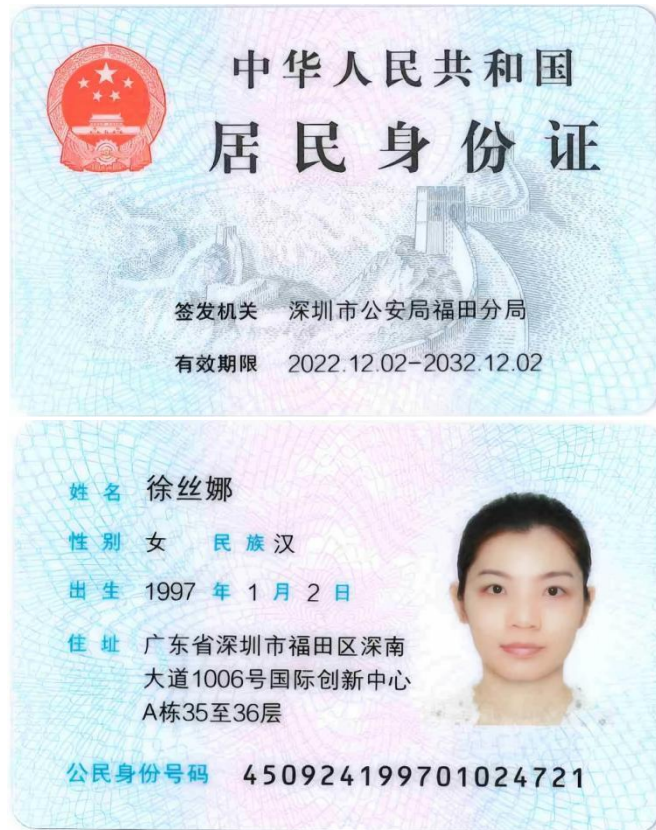 中华人民共和国
居民身份证
签发机关 深圳市公安局福田分局
有效期限 2022.12.02-2032.12.02
姓名 徐丝娜
性别 女 民族 汉
出生 1997 年 1 月 2 日
住址 广东省深圳市福田区深南
大道1006号国际创新中心
A栋35至36层
公民身份号码 450924199701024721